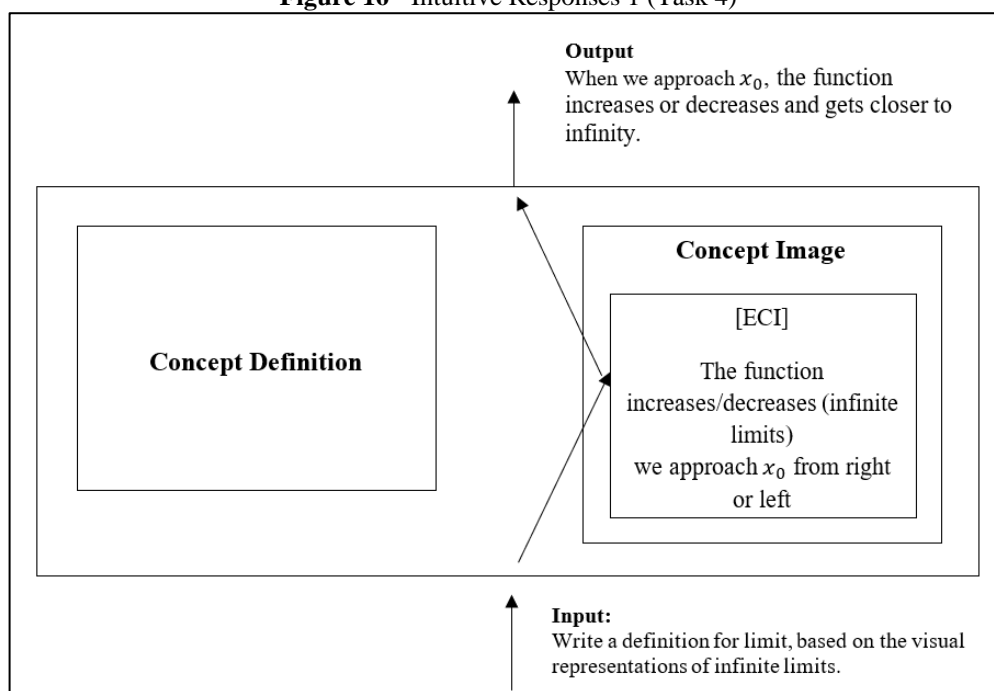 Figure 16 - Intuitive Responses 1 (Task 4)
Output
When we approach 𝑥₀, the function
increases or decreases and gets closer to
infinity.
Concept Definition
Concept Image
[ECI]
The function
increases/decreases (infinite
limits)
we approach 𝑥₀ from right
or left
Input:
Write a definition for limit, based on the visual
representations of infinite limits.